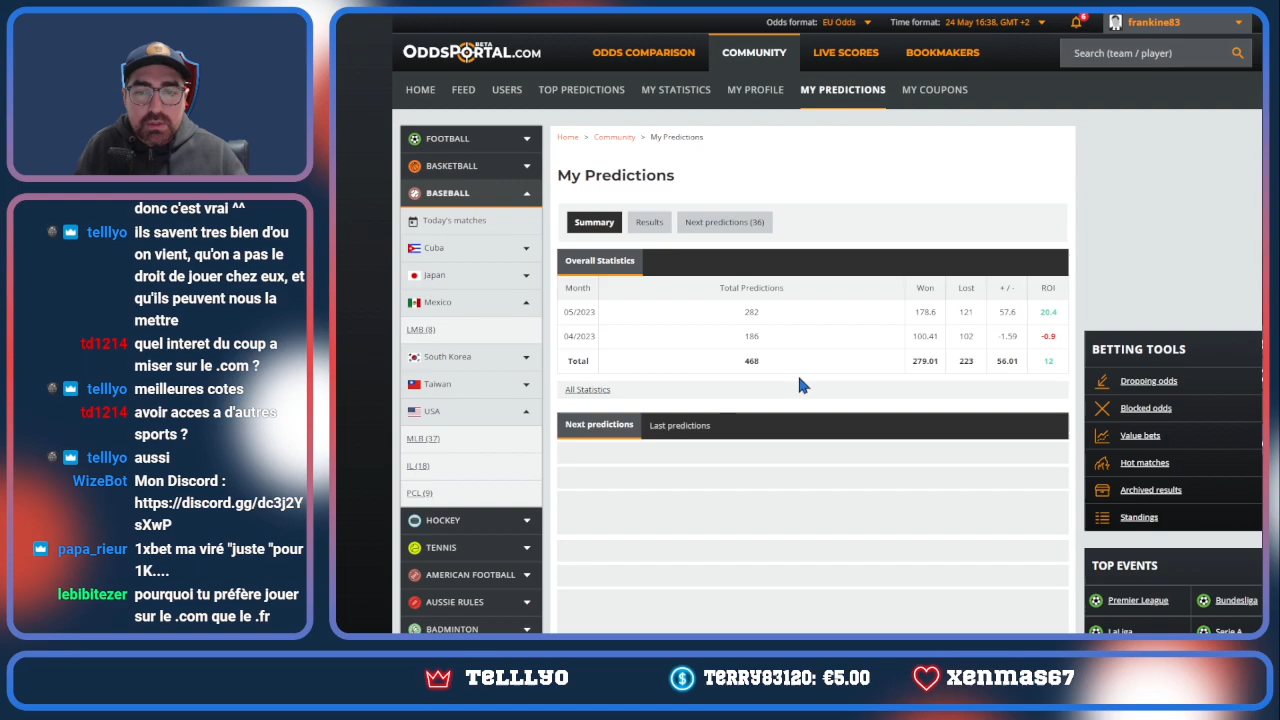 donc c'est vrai ^^
telllyo ils savent tres bien d'ou
on vient, qu'on a pas le
droit de jouer chez eux, et
qu'ils peuvent nous la
mettre
td1214 quel interet du coup a
miser sur le .com ?
telllyo meilleures cotes
td1214 avoir acces a d'autres
sports ?
telllyo aussi
WizeBot Mon Discord :
https://discord.gg/dc3j2Y
sXwP
papa_rieur 1xbet ma viré "juste "pour
1K....
lebibitezer pourquoi tu préfère jouer
sur le .com que le .fr
Odds format: EU Odds Time format: 24 May 16:38, GMT +2 6 frankine83
BETA
ODDSPORTAL.COM ODDS COMPARISON COMMUNITY LIVE SCORES BOOKMAKERS Search (team / player)
HOME FEED USERS TOP PREDICTIONS MY STATISTICS MY PROFILE MY PREDICTIONS MY COUPONS
FOOTBALL
BASKETBALL
BASEBALL
Today's matches
Cuba
Japan
Mexico
LMB (8)
South Korea
Taiwan
USA
MLB (37)
IL (18)
PCL (9)
HOCKEY
TENNIS
AMERICAN FOOTBALL
AUSSIE RULES
BADMINTON
Home > Community > My Predictions
My Predictions
Summary Results Next predictions (36)
Overall Statistics
Month Total Predictions Won Lost + / - ROI
05/2023 282 178.6 121 57.6 20.4
04/2023 186 100.41 102 -1.59 -0.9
Total 468 279.01 223 56.01 12
All Statistics
Next predictions Last predictions
BETTING TOOLS
Dropping odds
Blocked odds
Value bets
Hot matches
Archived results
Standings
TOP EVENTS
Premier League Bundesliga
LaLiga Serie A
TELLLYO TERRY83120: €5.00 XENMAS67